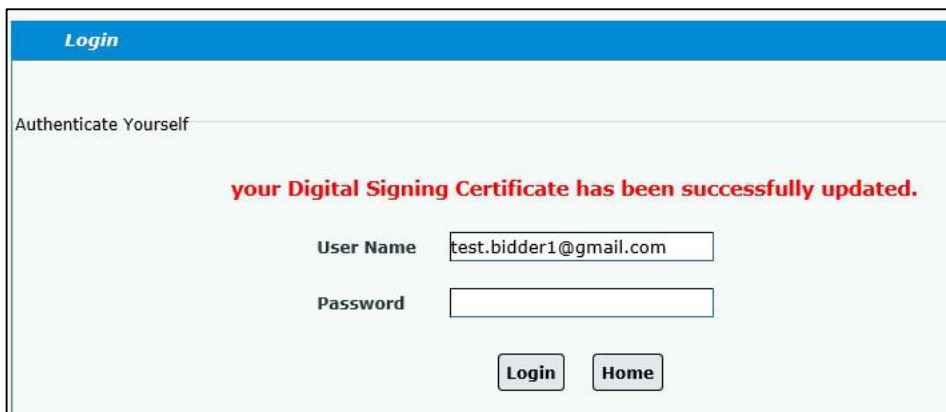 Login
Authenticate Yourself
your Digital Signing Certificate has been successfully updated.
User Name test.bidder1@gmail.com
Password
Login Home